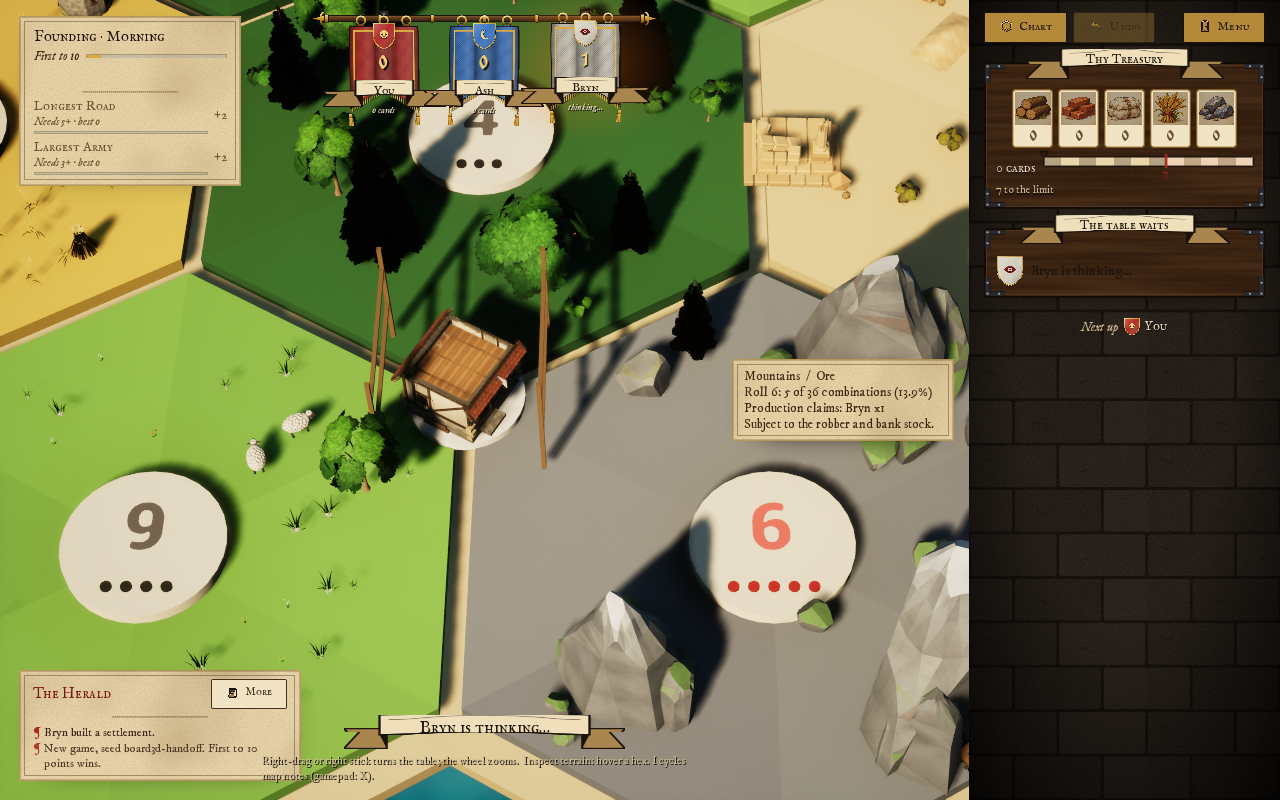 Founding · Morning
First to 10
Longest Road
Needs 5+ · best 0
+2
Largest Army
Needs 3+ · best 0
+2
0
You
0 cards
0
Ash
0 cards
1
Bryn
thinking...
4
9
6
Mountains / Ore
Roll 6: 5 of 36 combinations (13.9%)
Production claims: Bryn x1
Subject to the robber and bank stock.
The Herald
More
¶ Bryn built a settlement.
¶ New game, seed board3d-handoff. First to 10
points wins.
Bryn is thinking...
Right-drag or right stick turns the table; the wheel zooms. Inspect terrain: hover a hex. I cycles
map notes (gamepad: X).
Chart
Undo
Menu
Thy Treasury
0 0 0 0 0
0 cards
7
7 to the limit
The table waits
Bryn is thinking...
Next up You